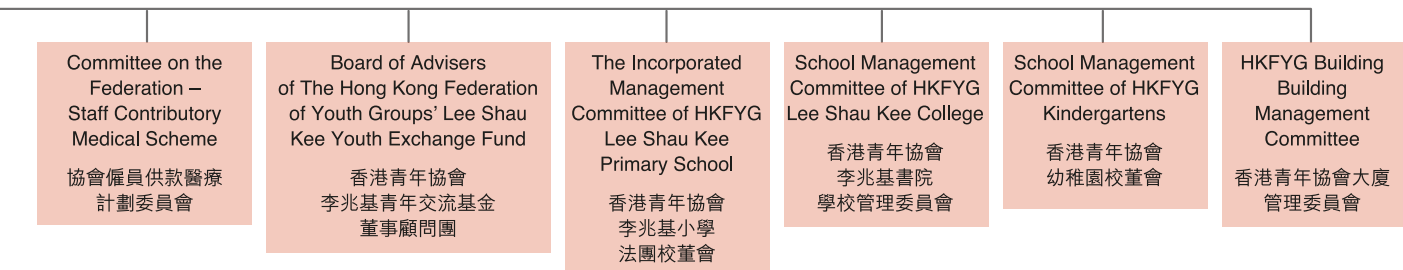 Committee on the
Federation –
Staff Contributory
Medical Scheme
協會僱員供款醫療
計劃委員會
Board of Advisers
of The Hong Kong Federation
of Youth Groups' Lee Shau
Kee Youth Exchange Fund
香港青年協會
李兆基青年交流基金
董事顧問團
The Incorporated
Management
Committee of HKFYG
Lee Shau Kee
Primary School
香港青年協會
李兆基小學
法團校董會
School Management
Committee of HKFYG
Lee Shau Kee College
香港青年協會
李兆基書院
學校管理委員會
School Management
Committee of HKFYG
Kindergartens
香港青年協會
幼稚園校董會
HKFYG Building
Building
Management
Committee
香港青年協會大廈
管理委員會